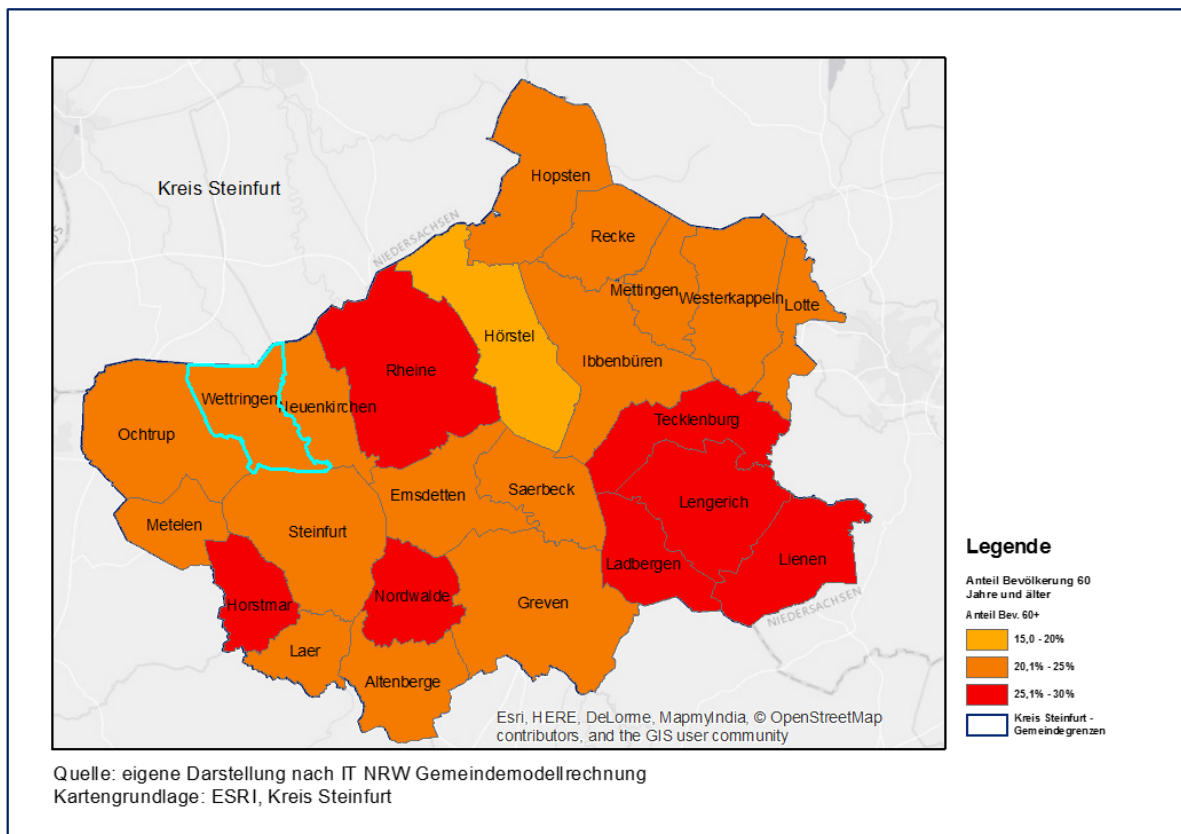 Kreis Steinfurt
NIEDERSACHSEN
Hopsten
Recke
Mettingen
Westerkappeln
Lotte
Hörstel
Ibbenbüren
Rheine
Wettringen
Neuenkirchen
Ochtrup
Tecklenburg
Emsdetten
Saerbeck
Lengerich
Metelen
Steinfurt
Ladbergen
Lienen
Horstmar
Nordwalde
Greven
NIEDERSACHSEN
Laer
Altenberge
Esri, HERE, DeLorme, MapmyIndia, © OpenStreetMap
contributors, and the GIS user community
Legende
Anteil Bevölkerung 60
Jahre und älter
Anteil Bev. 60+
15,0 - 20%
20,1% - 25%
25,1% - 30%
Kreis Steinfurt -
Gemeindegrenzen
Quelle: eigene Darstellung nach IT NRW Gemeindemodellrechnung
Kartengrundlage: ESRI, Kreis Steinfurt